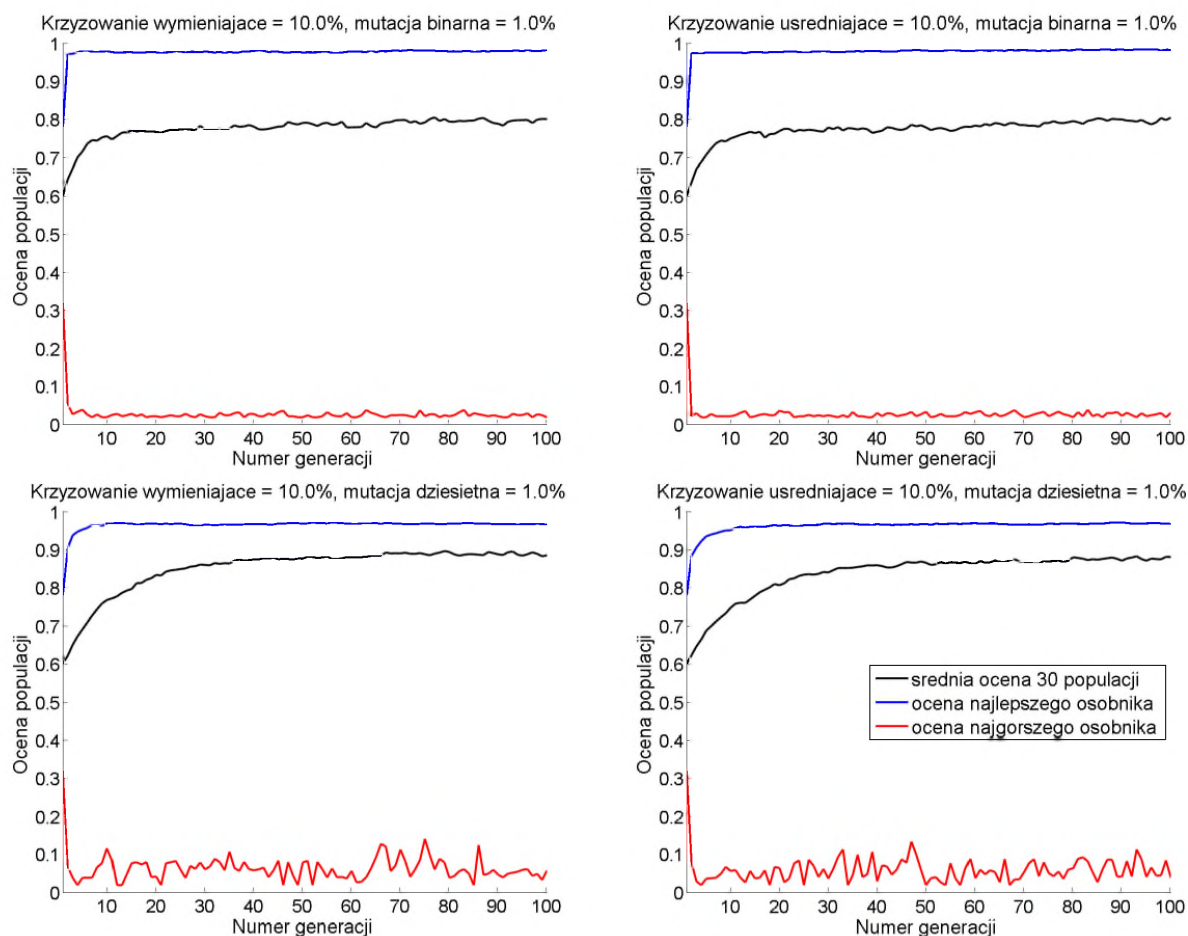 Krzyzowanie wymieniajace = 10.0%, mutacja binarna = 1.0%
Ocena populacji
1
0.9
0.8
0.7
0.6
0.5
0.4
0.3
0.2
0.1
0
10 20 30 40 50 60 70 80 90 100
Numer generacji
Krzyzowanie usredniajace = 10.0%, mutacja binarna = 1.0%
Ocena populacji
1
0.9
0.8
0.7
0.6
0.5
0.4
0.3
0.2
0.1
0
10 20 30 40 50 60 70 80 90 100
Numer generacji
Krzyzowanie wymieniajace = 10.0%, mutacja dziesietna = 1.0%
Ocena populacji
1
0.9
0.8
0.7
0.6
0.5
0.4
0.3
0.2
0.1
0
10 20 30 40 50 60 70 80 90 100
Numer generacji
Krzyzowanie usredniajace = 10.0%, mutacja dziesietna = 1.0%
Ocena populacji
1
0.9
0.8
0.7
0.6
0.5
0.4
0.3
0.2
0.1
0
srednia ocena 30 populacji
ocena najlepszego osobnika
ocena najgorszego osobnika
10 20 30 40 50 60 70 80 90 100
Numer generacji